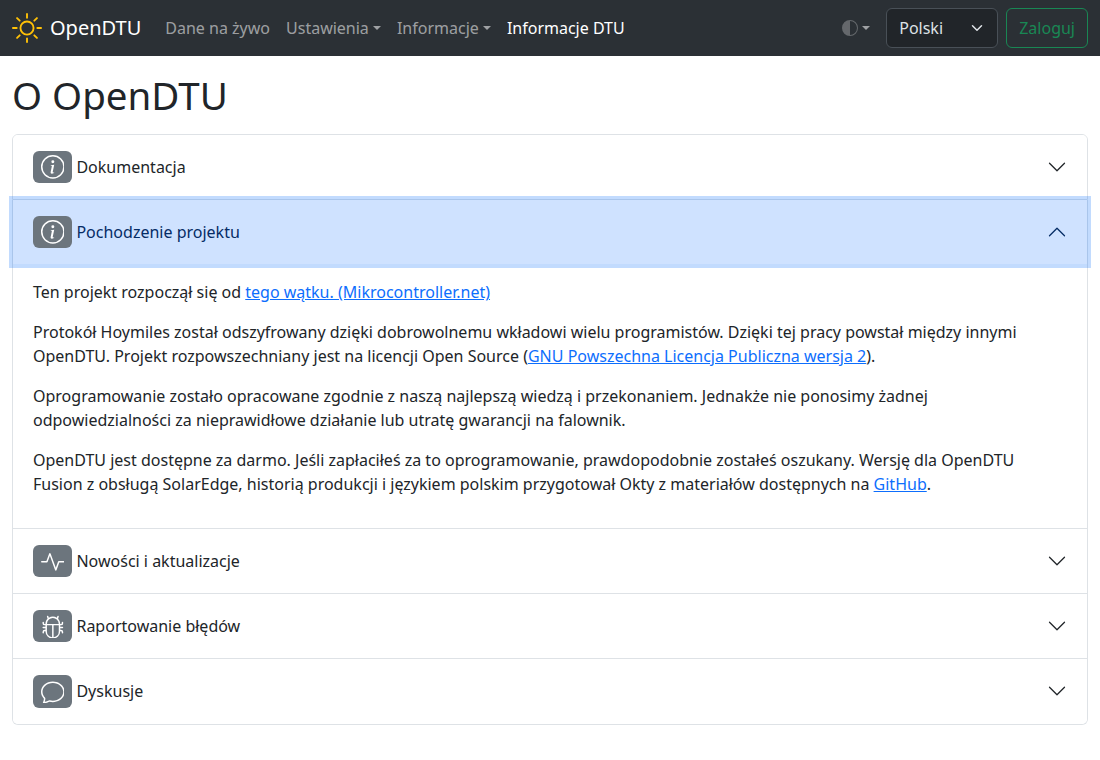 OpenDTU Dane na żywo Ustawienia Informacje Informacje DTU Polski Zaloguj
O OpenDTU
Dokumentacja
Pochodzenie projektu
Ten projekt rozpoczął się od tego wątku. (Mikrocontroller.net)
Protokół Hoymiles został odszyfrowany dzięki dobrowolnemu wkładowi wielu programistów. Dzięki tej pracy powstał między innymi
OpenDTU. Projekt rozpowszechniany jest na licencji Open Source (GNU Powszechna Licencja Publiczna wersja 2).
Oprogramowanie zostało opracowane zgodnie z naszą najlepszą wiedzą i przekonaniem. Jednakże nie ponosimy żadnej
odpowiedzialności za nieprawidłowe działanie lub utratę gwarancji na falownik.
OpenDTU jest dostępne za darmo. Jeśli zapłaciłeś za to oprogramowanie, prawdopodobnie zostałeś oszukany. Wersję dla OpenDTU
Fusion z obsługą SolarEdge, historią produkcji i językiem polskim przygotował Okty z materiałów dostępnych na GitHub.
Nowości i aktualizacje
Raportowanie błędów
Dyskusje